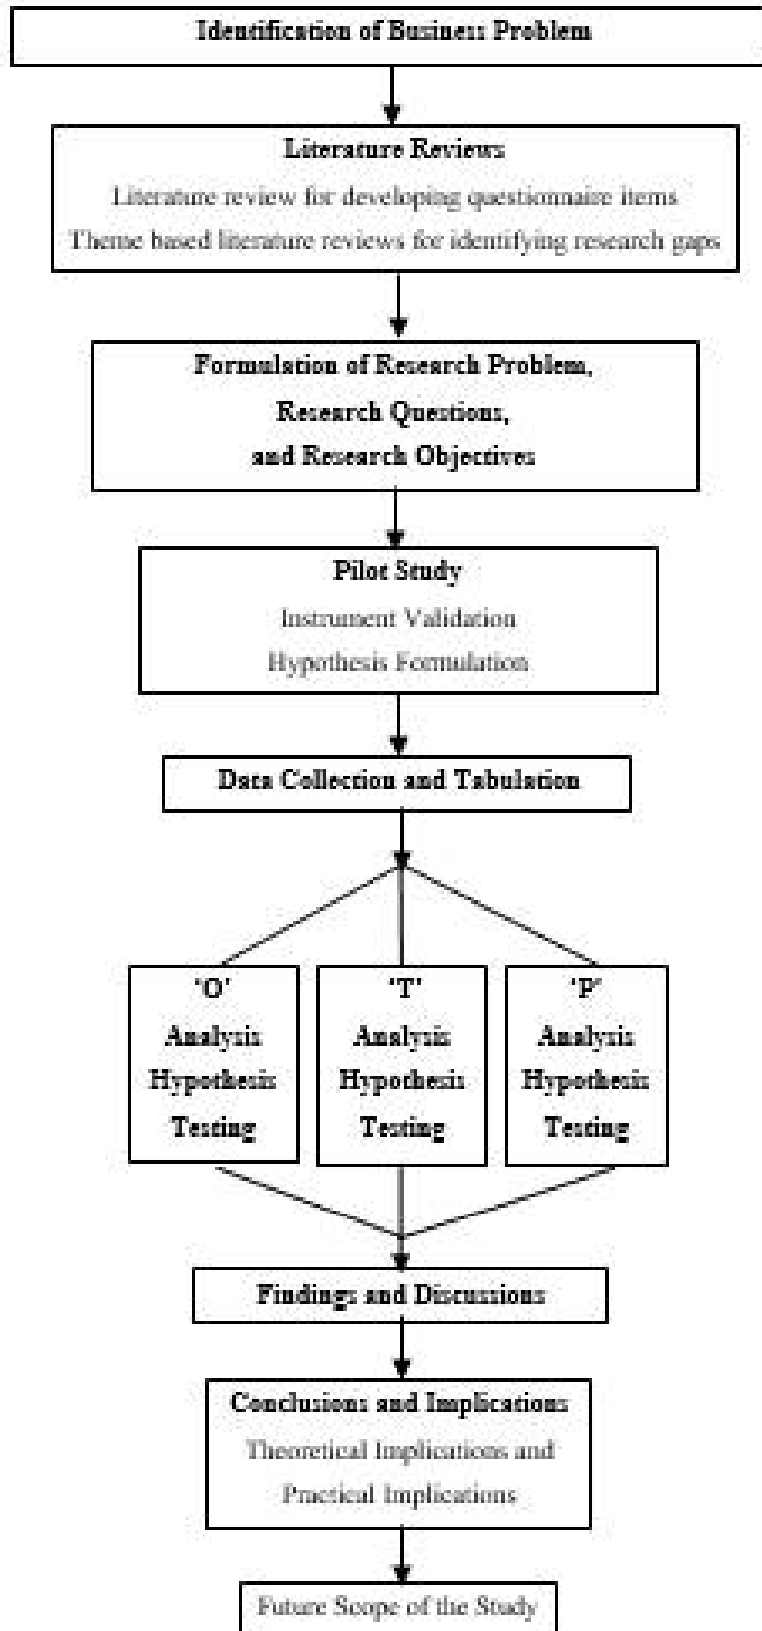 Identification of Business Problem
Literature Reviews
Literature review for developing questionnaire items
Theme based literature reviews for identifying research gaps
Formulation of Research Problem,
Research Questions,
and Research Objectives
Pilot Study
Instrument Validation
Hypothesis Formulation
Data Collection and Tabulation
'O'
Analysis
Hypothesis
Testing
'T'
Analysis
Hypothesis
Testing
'P'
Analysis
Hypothesis
Testing
Findings and Discussions
Conclusions and Implications
Theoretical Implications and
Practical Implications
Future Scope of the Study